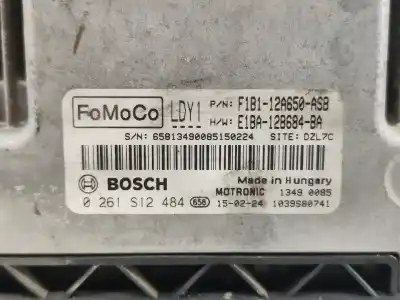 FoMoCo LDY1 P/N: F1B1-12A650-ASB
H/W: E1BA-12B684-BA
S/N: 65B13490085150224 SITE: DZL7C
BOSCH Made in Hungary
MOTRONIC 1349 0085
0 261 S12 484 656 15-02-24 1039S80741